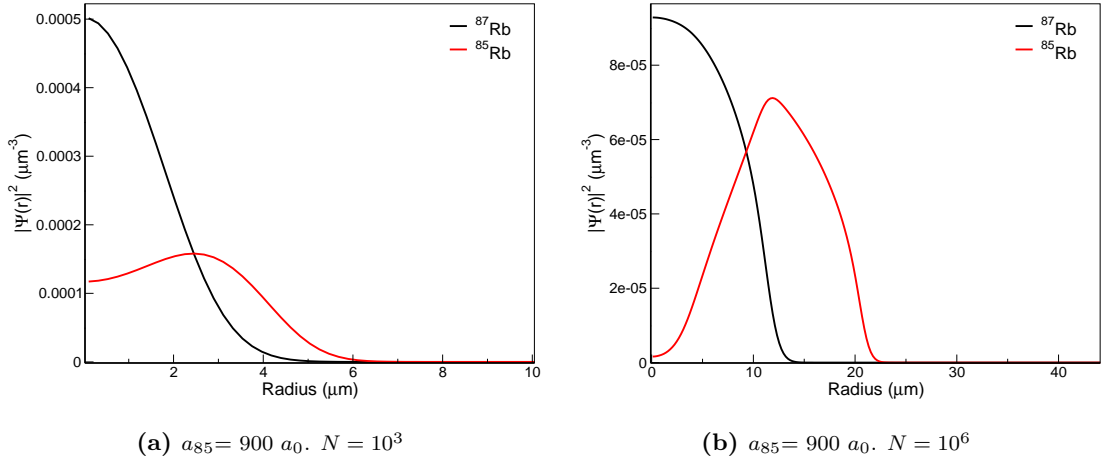 0.0005
0.0004
0.0003
0.0002
0.0001
0
|Ψ(r)|² (μm⁻³)
2
4
6
8
10
Radius (μm)
⁸⁷Rb
⁸⁵Rb
(a) a₈₅= 900 a₀. N = 10³
8e-05
6e-05
4e-05
2e-05
0
|Ψ(r)|² (μm⁻³)
0
10
20
30
40
Radius (μm)
⁸⁷Rb
⁸⁵Rb
(b) a₈₅= 900 a₀. N = 10⁶